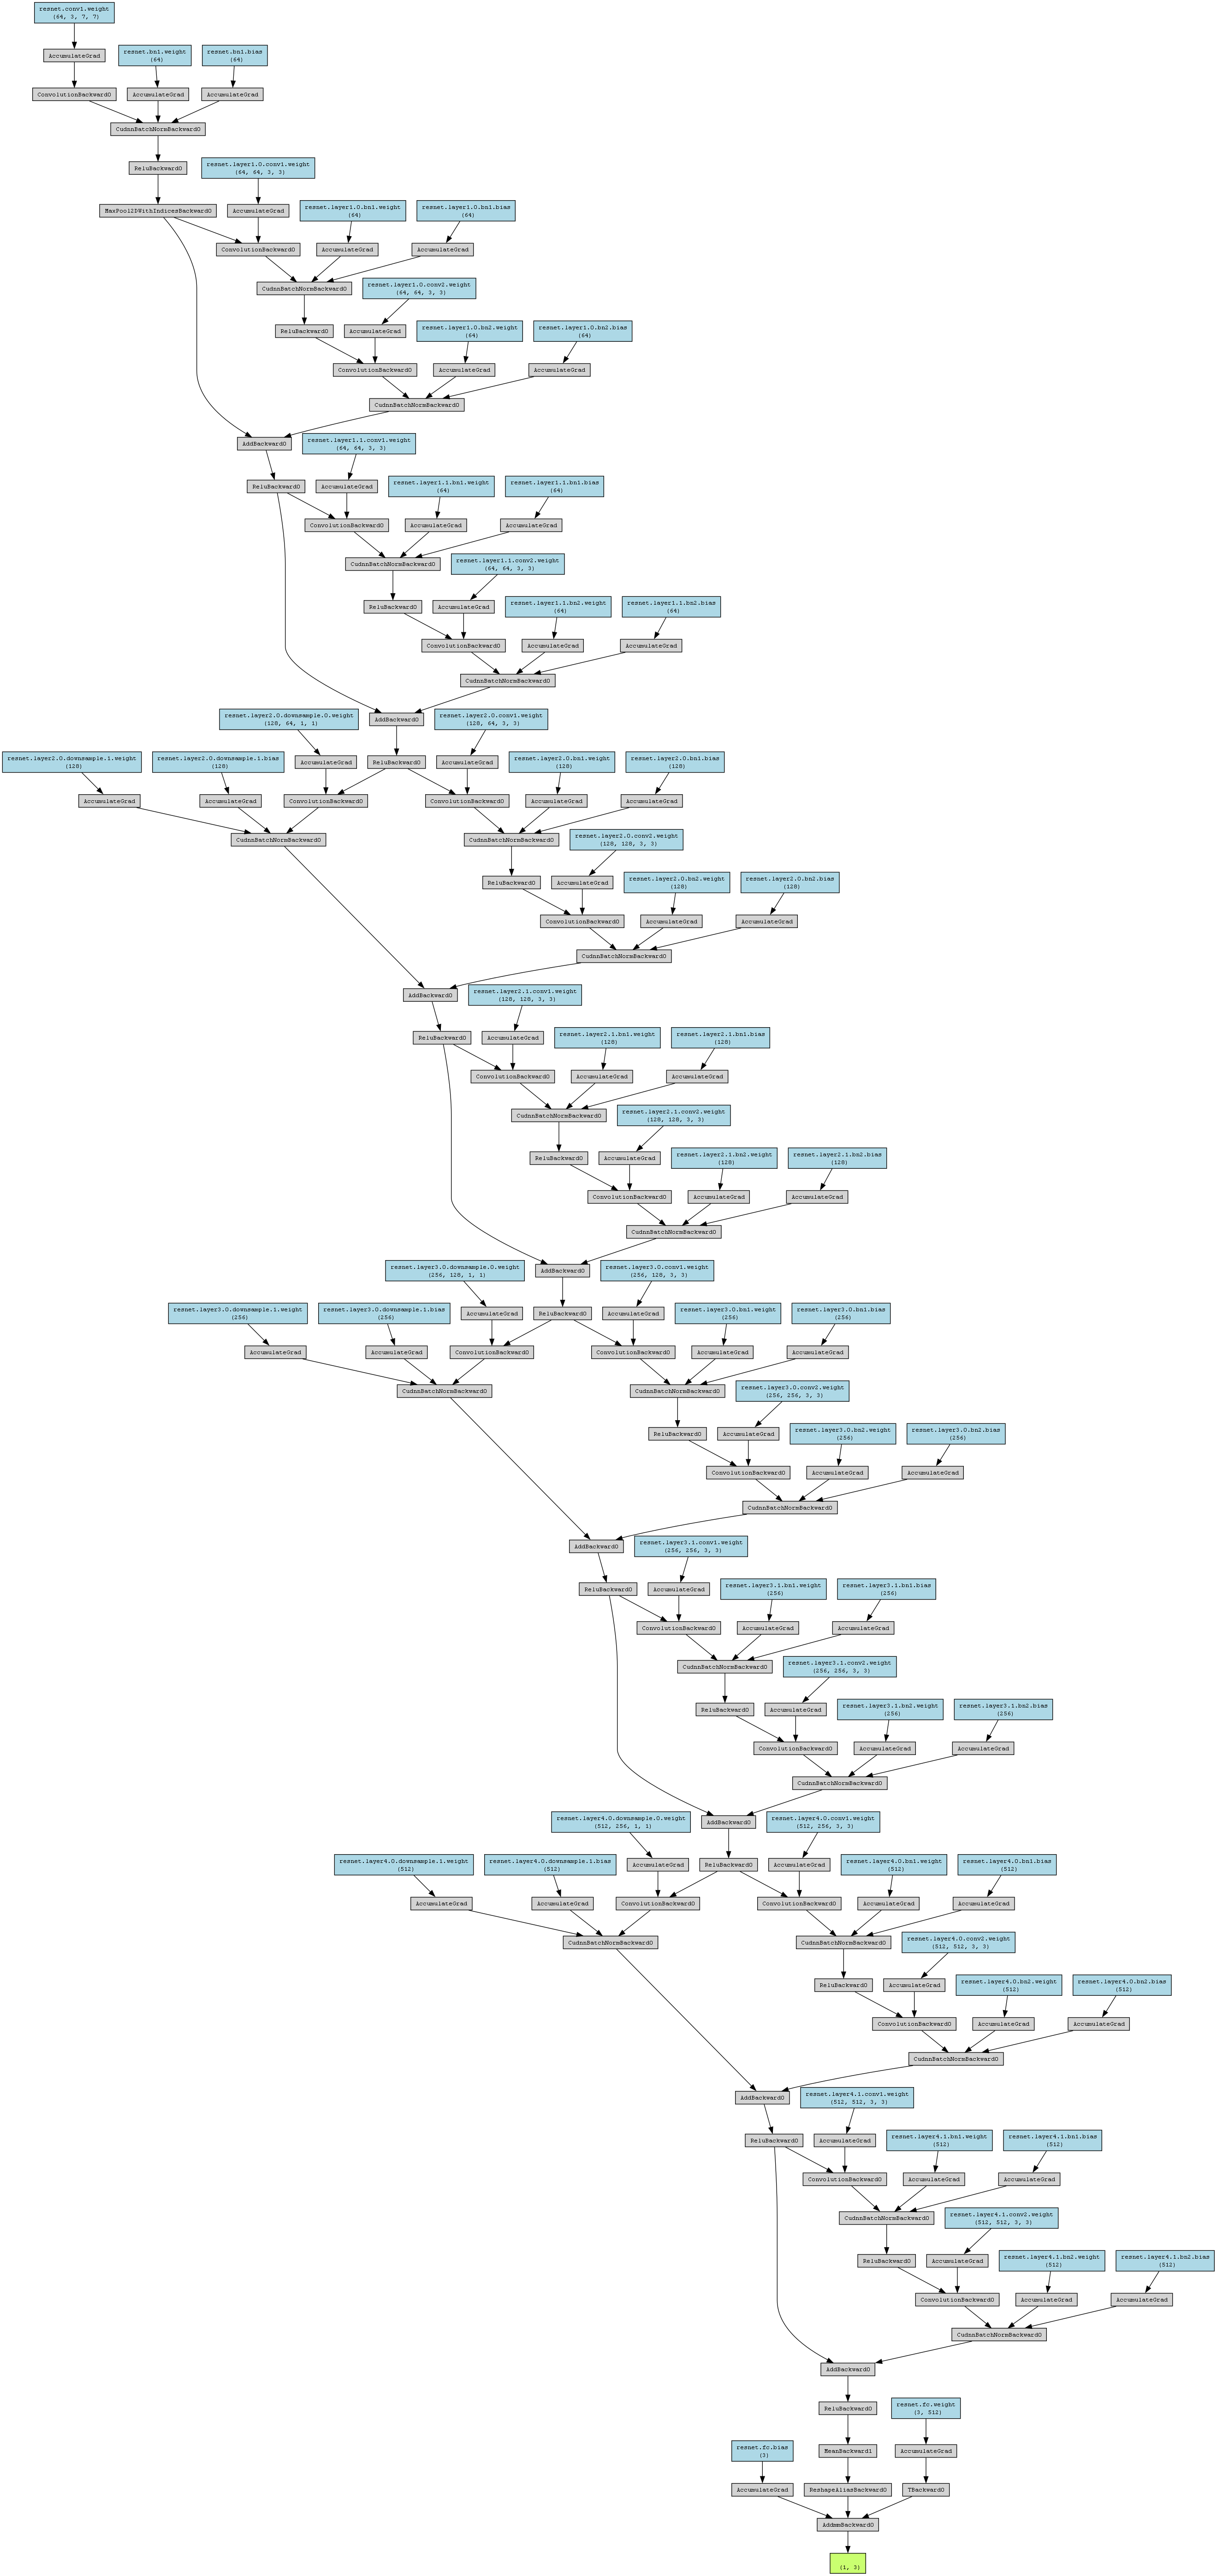 resnet.conv1.weight
(64, 3, 7, 7)
AccumulateGrad
resnet.bn1.weight
(64)
resnet.bn1.bias
(64)
ConvolutionBackward0
AccumulateGrad
AccumulateGrad
CudnnBatchNormBackward0
ReluBackward0
resnet.layer1.0.conv1.weight
(64, 64, 3, 3)
MaxPool2DWithIndicesBackward0
AccumulateGrad
resnet.layer1.0.bn1.weight
(64)
resnet.layer1.0.bn1.bias
(64)
ConvolutionBackward0
AccumulateGrad
AccumulateGrad
CudnnBatchNormBackward0
resnet.layer1.0.conv2.weight
(64, 64, 3, 3)
ReluBackward0
AccumulateGrad
resnet.layer1.0.bn2.weight
(64)
resnet.layer1.0.bn2.bias
(64)
ConvolutionBackward0
AccumulateGrad
AccumulateGrad
CudnnBatchNormBackward0
AddBackward0
resnet.layer1.1.conv1.weight
(64, 64, 3, 3)
ReluBackward0
AccumulateGrad
resnet.layer1.1.bn1.weight
(64)
resnet.layer1.1.bn1.bias
(64)
ConvolutionBackward0
AccumulateGrad
AccumulateGrad
CudnnBatchNormBackward0
resnet.layer1.1.conv2.weight
(64, 64, 3, 3)
ReluBackward0
AccumulateGrad
resnet.layer1.1.bn2.weight
(64)
resnet.layer1.1.bn2.bias
(64)
ConvolutionBackward0
AccumulateGrad
AccumulateGrad
CudnnBatchNormBackward0
resnet.layer2.0.downsample.0.weight
(128, 64, 1, 1)
AddBackward0
resnet.layer2.0.conv1.weight
(128, 64, 3, 3)
resnet.layer2.0.downsample.1.weight
(128)
resnet.layer2.0.downsample.1.bias
(128)
AccumulateGrad
ReluBackward0
AccumulateGrad
resnet.layer2.0.bn1.weight
(128)
resnet.layer2.0.bn1.bias
(128)
AccumulateGrad
AccumulateGrad
ConvolutionBackward0
ConvolutionBackward0
AccumulateGrad
AccumulateGrad
CudnnBatchNormBackward0
CudnnBatchNormBackward0
resnet.layer2.0.conv2.weight
(128, 128, 3, 3)
ReluBackward0
AccumulateGrad
resnet.layer2.0.bn2.weight
(128)
resnet.layer2.0.bn2.bias
(128)
ConvolutionBackward0
AccumulateGrad
AccumulateGrad
CudnnBatchNormBackward0
AddBackward0
resnet.layer2.1.conv1.weight
(128, 128, 3, 3)
ReluBackward0
AccumulateGrad
resnet.layer2.1.bn1.weight
(128)
resnet.layer2.1.bn1.bias
(128)
ConvolutionBackward0
AccumulateGrad
AccumulateGrad
CudnnBatchNormBackward0
resnet.layer2.1.conv2.weight
(128, 128, 3, 3)
ReluBackward0
AccumulateGrad
resnet.layer2.1.bn2.weight
(128)
resnet.layer2.1.bn2.bias
(128)
ConvolutionBackward0
AccumulateGrad
AccumulateGrad
CudnnBatchNormBackward0
resnet.layer3.0.downsample.0.weight
(256, 128, 1, 1)
AddBackward0
resnet.layer3.0.conv1.weight
(256, 128, 3, 3)
resnet.layer3.0.downsample.1.weight
(256)
resnet.layer3.0.downsample.1.bias
(256)
AccumulateGrad
ReluBackward0
AccumulateGrad
resnet.layer3.0.bn1.weight
(256)
resnet.layer3.0.bn1.bias
(256)
AccumulateGrad
AccumulateGrad
ConvolutionBackward0
ConvolutionBackward0
AccumulateGrad
AccumulateGrad
CudnnBatchNormBackward0
CudnnBatchNormBackward0
resnet.layer3.0.conv2.weight
(256, 256, 3, 3)
ReluBackward0
AccumulateGrad
resnet.layer3.0.bn2.weight
(256)
resnet.layer3.0.bn2.bias
(256)
ConvolutionBackward0
AccumulateGrad
AccumulateGrad
CudnnBatchNormBackward0
AddBackward0
resnet.layer3.1.conv1.weight
(256, 256, 3, 3)
ReluBackward0
AccumulateGrad
resnet.layer3.1.bn1.weight
(256)
resnet.layer3.1.bn1.bias
(256)
ConvolutionBackward0
AccumulateGrad
AccumulateGrad
CudnnBatchNormBackward0
resnet.layer3.1.conv2.weight
(256, 256, 3, 3)
ReluBackward0
AccumulateGrad
resnet.layer3.1.bn2.weight
(256)
resnet.layer3.1.bn2.bias
(256)
ConvolutionBackward0
AccumulateGrad
AccumulateGrad
CudnnBatchNormBackward0
resnet.layer4.0.downsample.0.weight
(512, 256, 1, 1)
AddBackward0
resnet.layer4.0.conv1.weight
(512, 256, 3, 3)
resnet.layer4.0.downsample.1.weight
(512)
resnet.layer4.0.downsample.1.bias
(512)
AccumulateGrad
ReluBackward0
AccumulateGrad
resnet.layer4.0.bn1.weight
(512)
resnet.layer4.0.bn1.bias
(512)
AccumulateGrad
AccumulateGrad
ConvolutionBackward0
ConvolutionBackward0
AccumulateGrad
AccumulateGrad
CudnnBatchNormBackward0
CudnnBatchNormBackward0
resnet.layer4.0.conv2.weight
(512, 512, 3, 3)
ReluBackward0
AccumulateGrad
resnet.layer4.0.bn2.weight
(512)
resnet.layer4.0.bn2.bias
(512)
ConvolutionBackward0
AccumulateGrad
AccumulateGrad
CudnnBatchNormBackward0
AddBackward0
resnet.layer4.1.conv1.weight
(512, 512, 3, 3)
ReluBackward0
AccumulateGrad
resnet.layer4.1.bn1.weight
(512)
resnet.layer4.1.bn1.bias
(512)
ConvolutionBackward0
AccumulateGrad
AccumulateGrad
CudnnBatchNormBackward0
resnet.layer4.1.conv2.weight
(512, 512, 3, 3)
ReluBackward0
AccumulateGrad
resnet.layer4.1.bn2.weight
(512)
resnet.layer4.1.bn2.bias
(512)
ConvolutionBackward0
AccumulateGrad
AccumulateGrad
CudnnBatchNormBackward0
AddBackward0
ReluBackward0
resnet.fc.weight
(3, 512)
resnet.fc.bias
(3)
MeanBackward1
AccumulateGrad
AccumulateGrad
ReshapeAliasBackward0
TBackward0
AddmmBackward0
(1, 3)